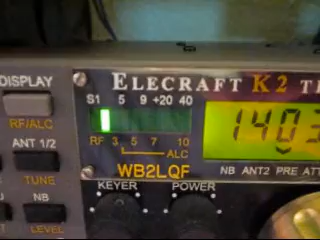 DISPLAY
RF/ALC
ANT 1/2
TUNE
NB
LEVEL
ELECRAFT K2
S1 5 9 +20 40
RF 3 5 7 10
ALC
WB2LQF
KEYER POWER
1403
NB ANT2 PRE ATT